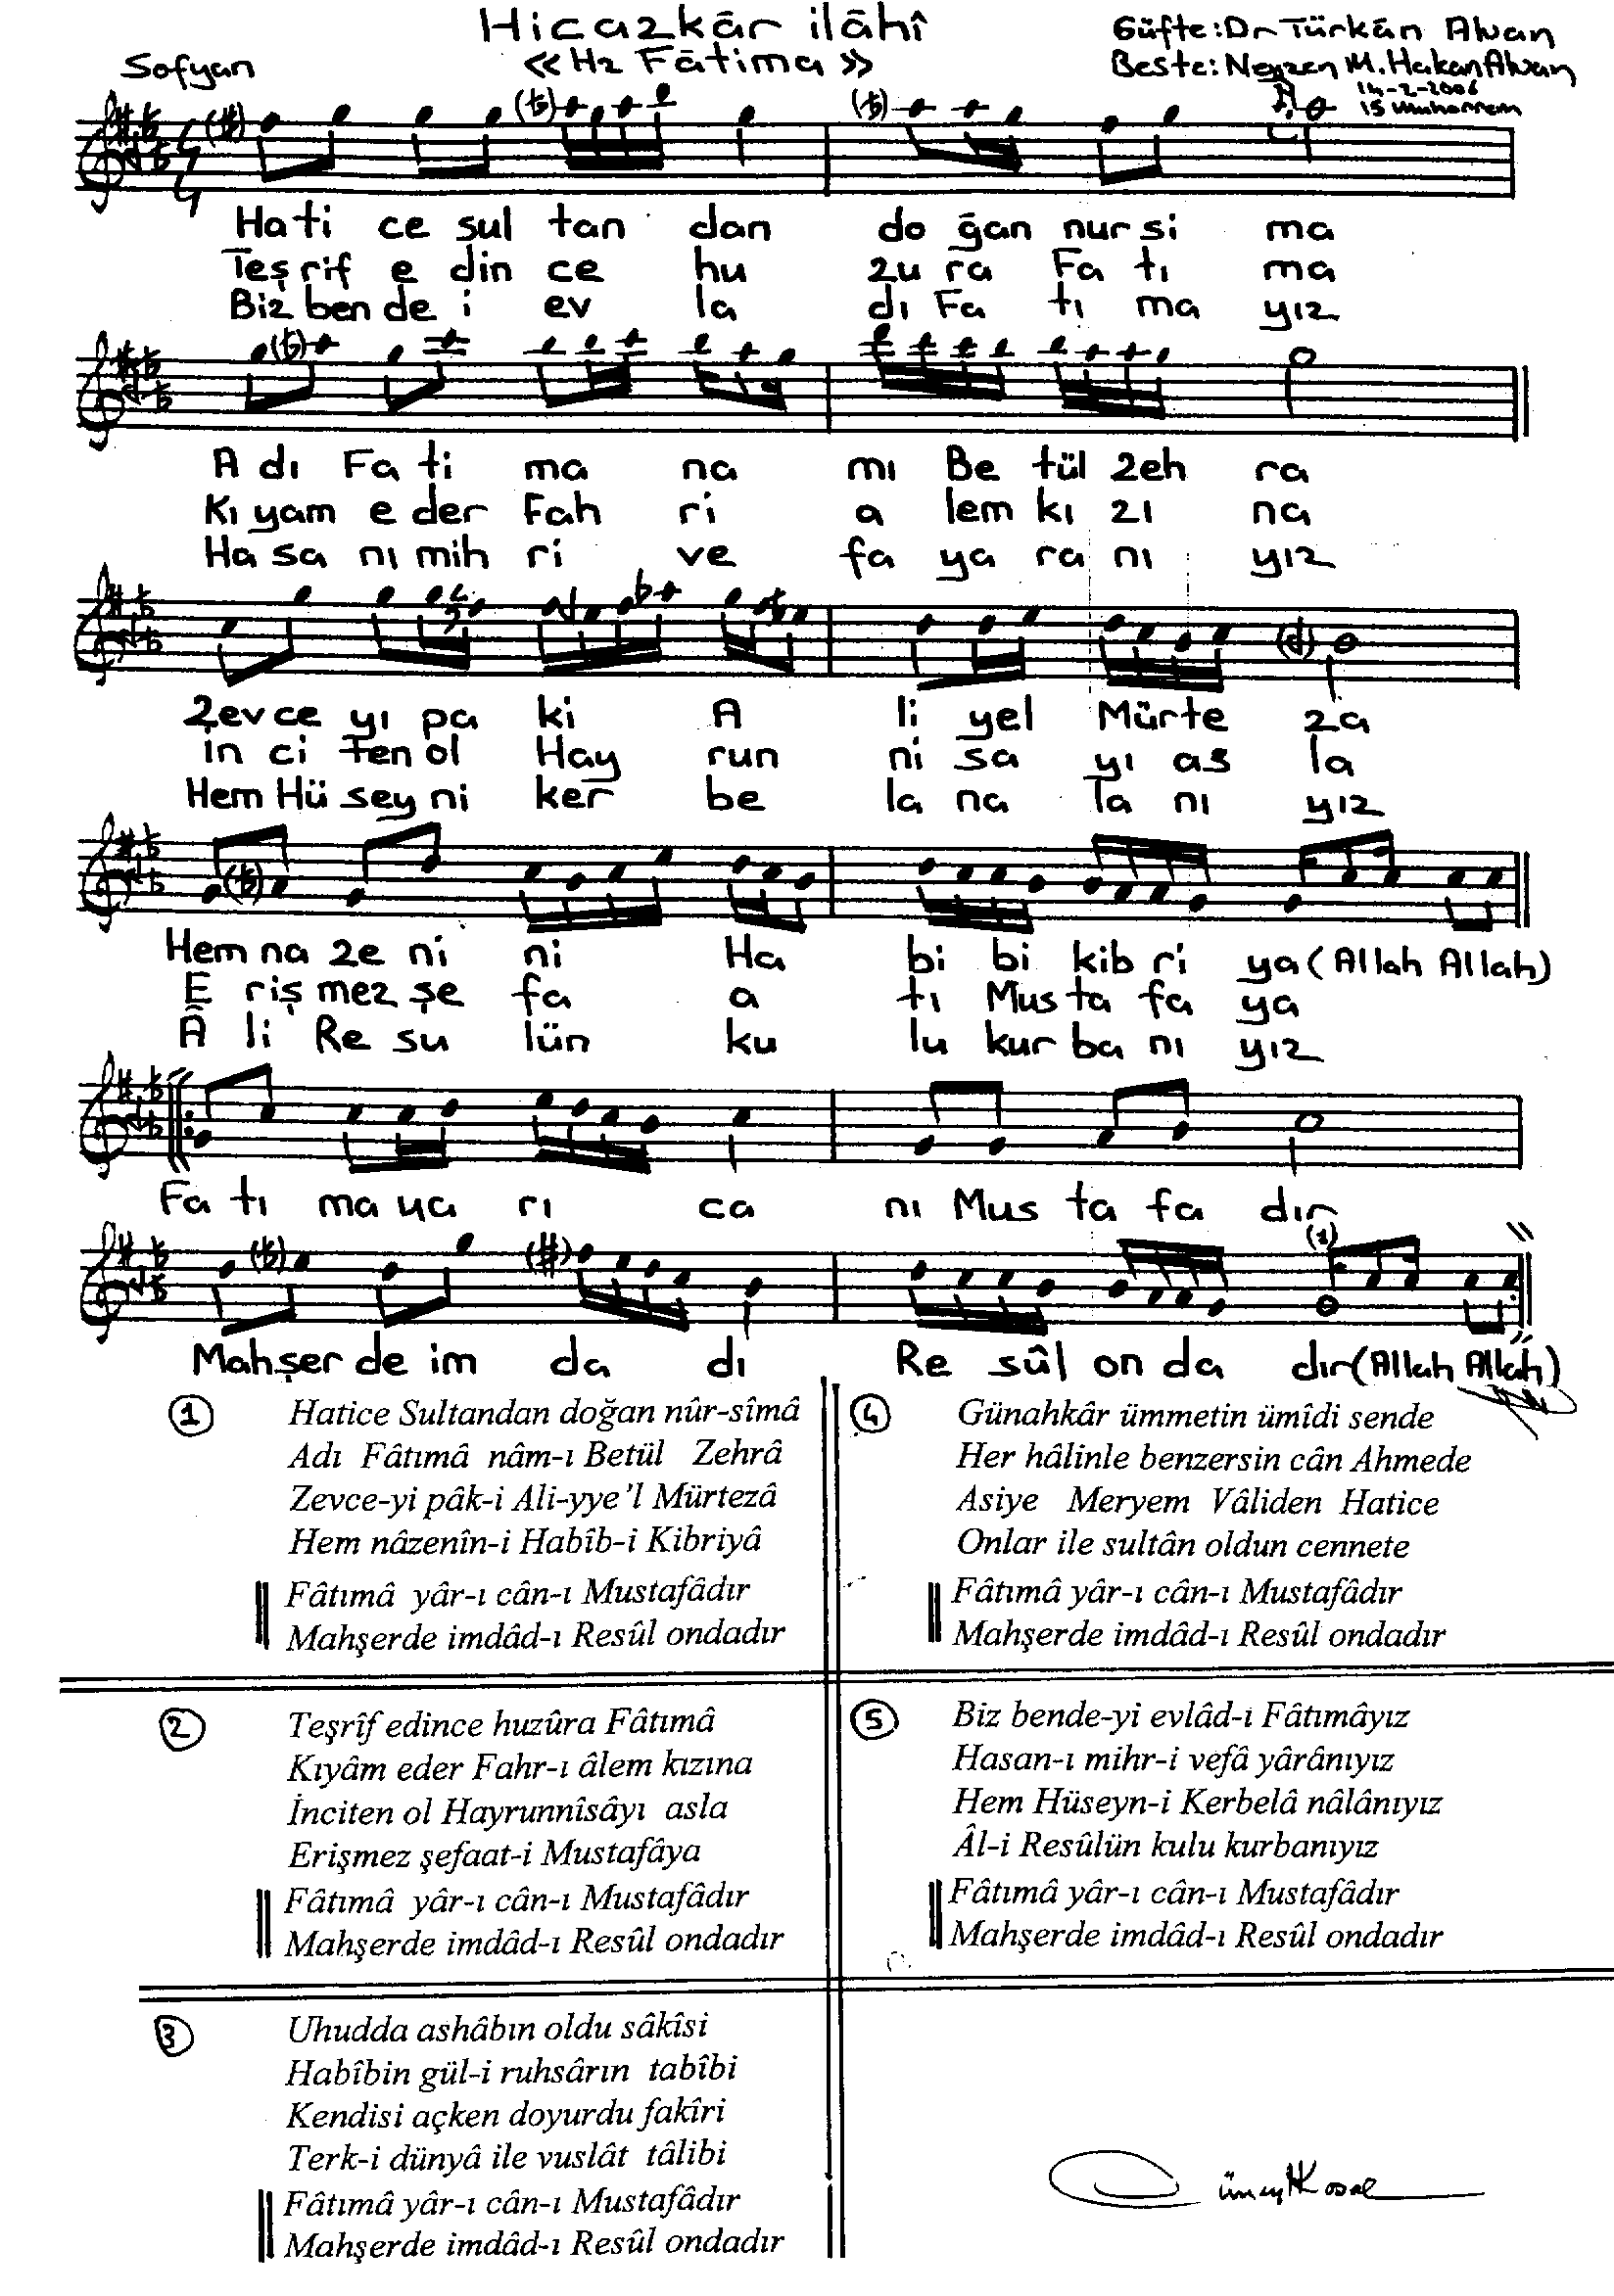 Hicazkâr ilâhî
Güfte: Dr Türkân Alvan
Sofyan
« Hz Fâtima »
Beste: Neyzen M. Hakan Alvan
14-2-2006
15 Muharrem
Ha ti ce sul tan dan do ğan nur si ma
Teş rif e din ce hu zu ra Fa tı ma
Biz ben de i ev la dı Fa tı ma yız
A dı Fa ti ma na mı Be tül Zeh ra
Kı yam e der Fah ri a lem kı zı na
Ha sa nı mih ri ve fa ya ra nı yız
Zev ce yı pa ki A li yel Mür te za
İn ci ten ol Hay run ni sa yı as la
Hem Hü sey ni ker be la na la nı yız
Hem na ze ni ni Ha bi bi kib ri ya (Allah Allah)
E riş mez şe fa a tı Mus ta fa ya
 li Re su lün ku lu kur ba nı yız
Fa tı ma ya rı ca nı Mus ta fa dır
(1)
Mah şer de im da dı Re sûl on da dır (Allah Allah)
1
Hatice Sultandan doğan nûr-sîmâ
Adı Fâtımâ nâm-ı Betül Zehrâ
Zevce-yi pâk-i Ali-yye'l Mürtezâ
Hem nâzenîn-i Habîb-i Kibriyâ
Fâtımâ yâr-ı cân-ı Mustafâdır
Mahşerde imdâd-ı Resûl ondadır
2
Teşrîf edince huzûra Fâtımâ
Kıyâm eder Fahr-ı âlem kızına
İnciten ol Hayrunnîsâyı asla
Erişmez şefaat-i Mustafâya
Fâtımâ yâr-ı cân-ı Mustafâdır
Mahşerde imdâd-ı Resûl ondadır
3
Uhudda ashâbın oldu sâkîsi
Habîbin gül-i ruhsârın tabîbi
Kendisi açken doyurdu fakîri
Terk-i dünyâ ile vuslât tâlibi
Fâtımâ yâr-ı cân-ı Mustafâdır
Mahşerde imdâd-ı Resûl ondadır
4
Günahkâr ümmetin ümîdi sende
Her hâlinle benzersin cân Ahmede
Asiye Meryem Vâliden Hatice
Onlar ile sultân oldun cennete
Fâtımâ yâr-ı cân-ı Mustafâdır
Mahşerde imdâd-ı Resûl ondadır
5
Biz bende-yi evlâd-ı Fâtımâyız
Hasan-ı mihr-i vefâ yârânıyız
Hem Hüseyn-i Kerbelâ nâlânıyız
Âl-i Resûlün kulu kurbanıyız
Fâtımâ yâr-ı cân-ı Mustafâdır
Mahşerde imdâd-ı Resûl ondadır
Cüneyt Kosal